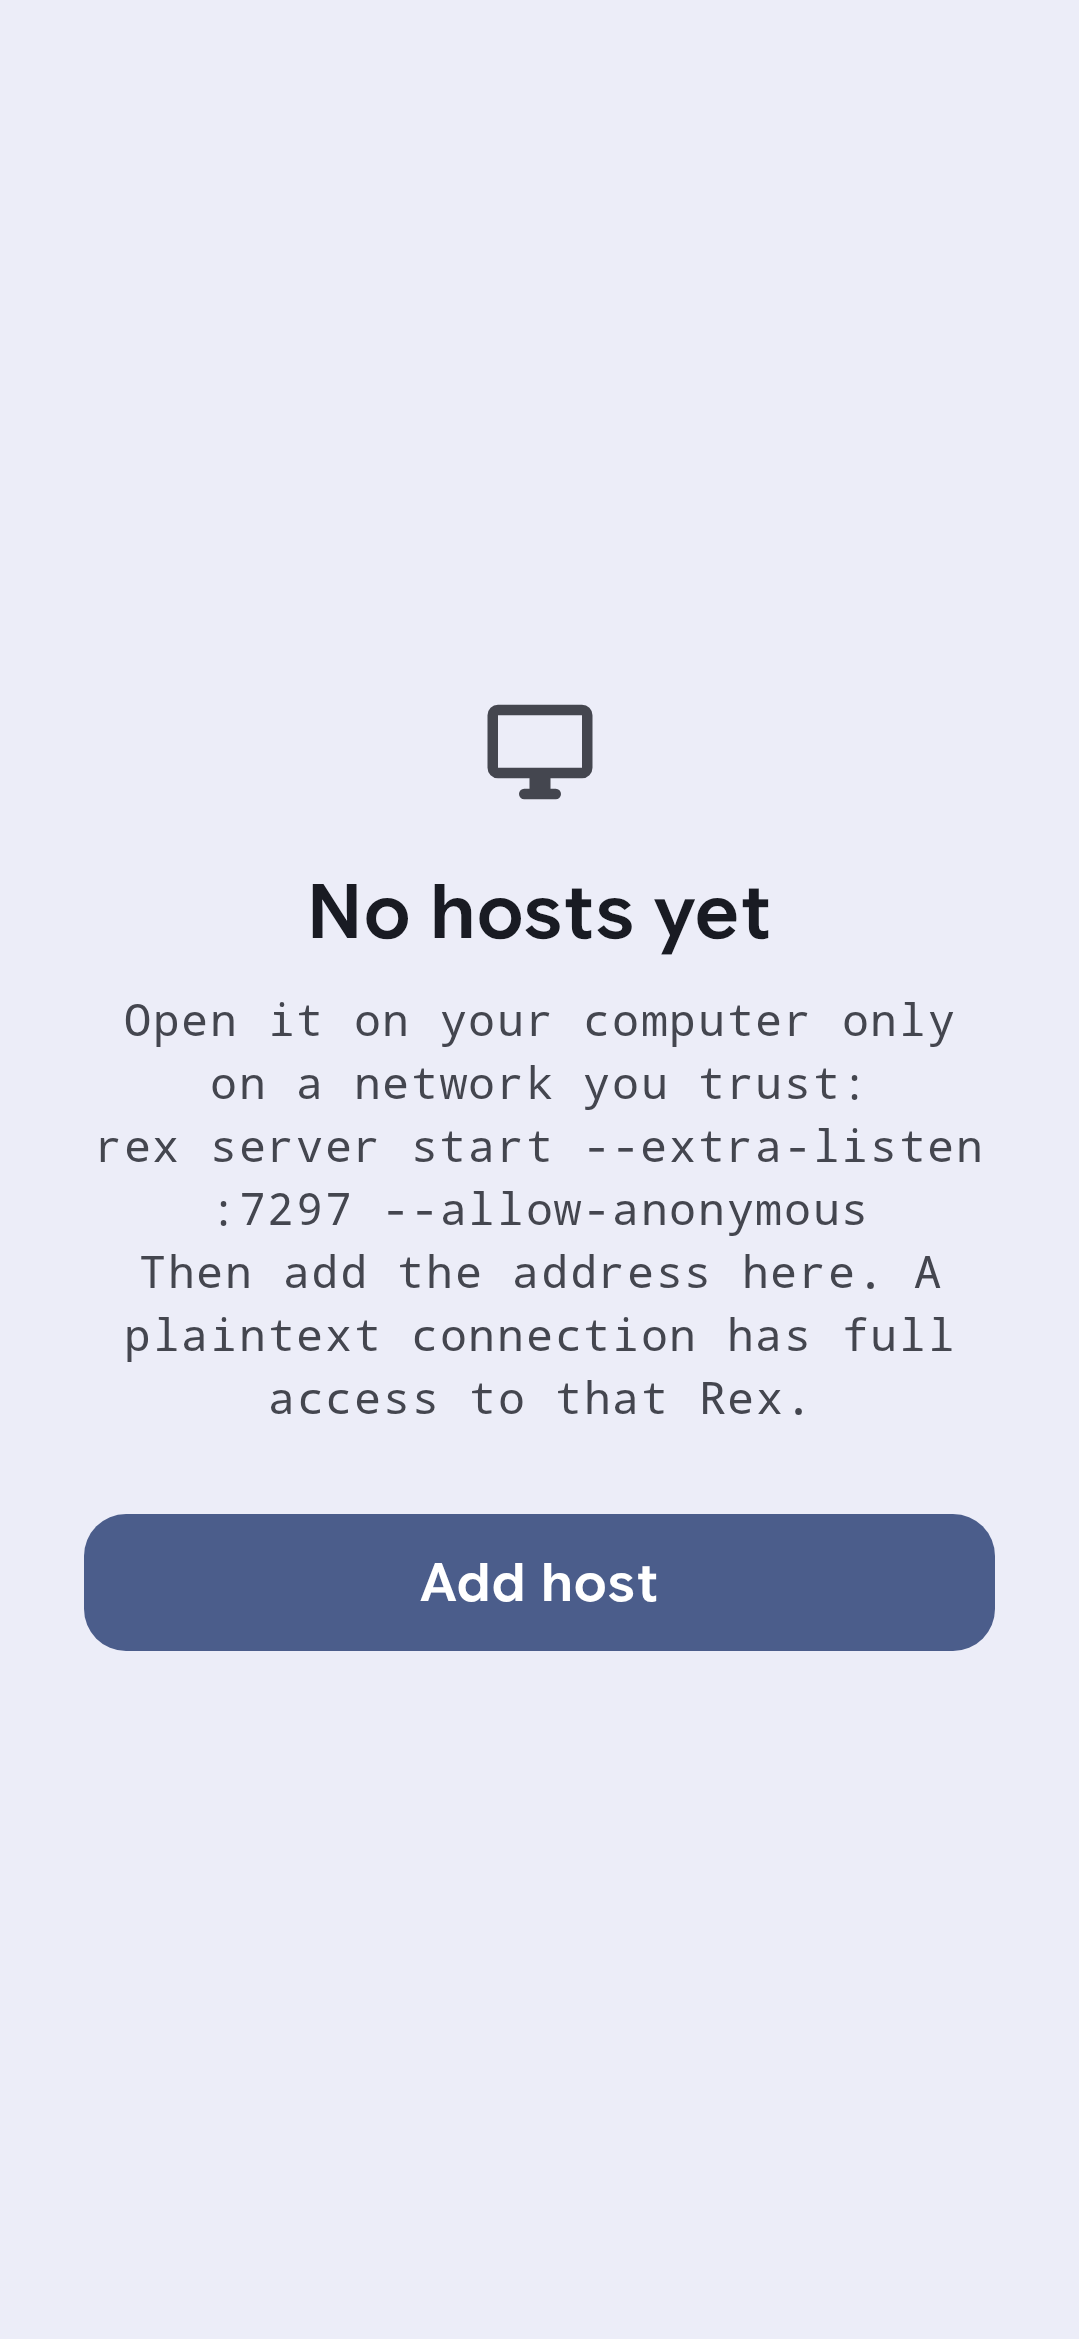 No hosts yet
Open it on your computer only
on a network you trust:
rex server start --extra-listen
:7297 --allow-anonymous
Then add the address here. A
plaintext connection has full
access to that Rex.
Add host